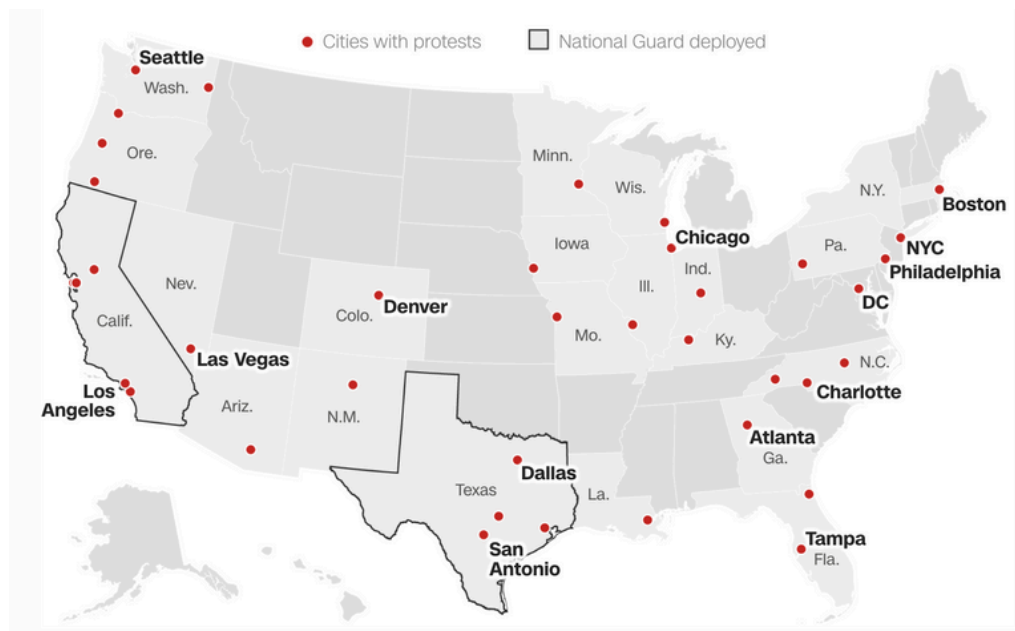 Cities with protests
National Guard deployed
Seattle
Wash.
Ore.
Minn.
Wis.
N.Y.
Boston
Chicago
NYC
Iowa
Pa.
Philadelphia
Ind.
Nev.
Ill.
DC
Denver
Colo.
Calif.
Mo.
Ky.
Las Vegas
N.C.
Los
Angeles
Charlotte
Ariz.
N.M.
Atlanta
Ga.
Dallas
Texas
La.
Tampa
San
Antonio
Fla.